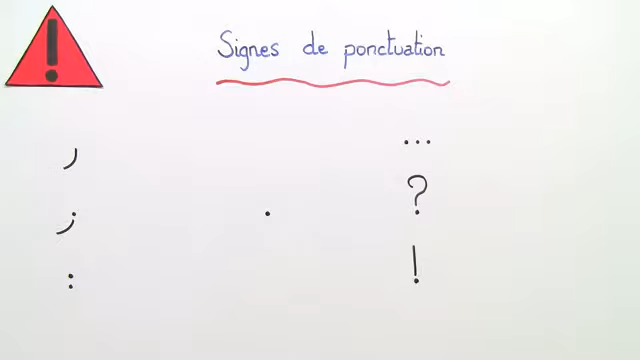 !
Signes de ponctuation
, ...
; . ?
: !